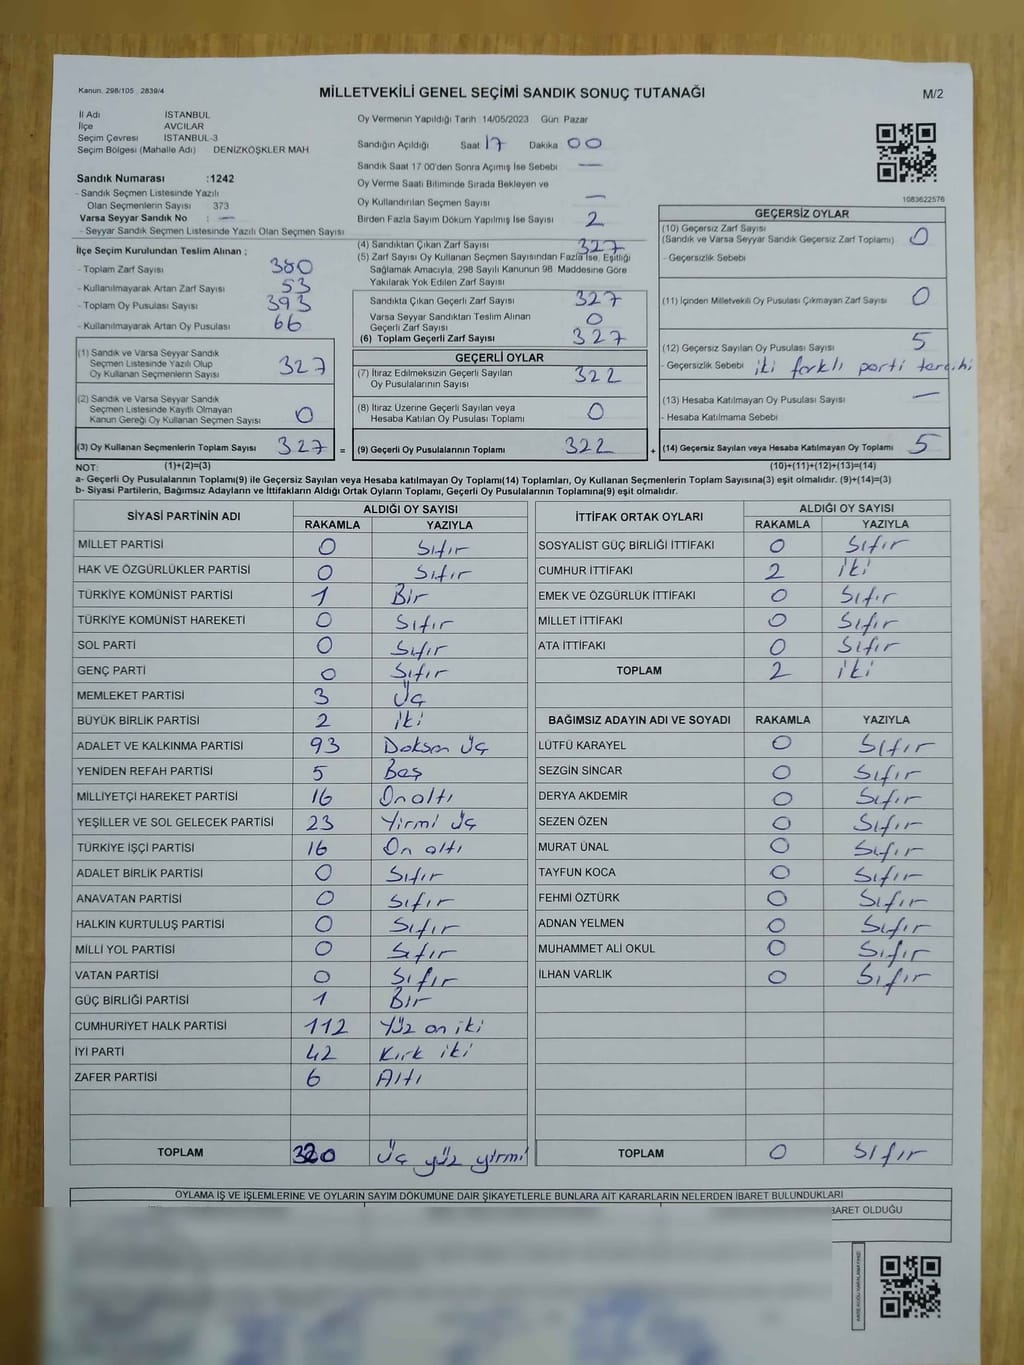 Kanun. 298/105 2839/4
MİLLETVEKİLİ GENEL SEÇİMİ SANDIK SONUÇ TUTANAĞI
M/2
İl Adı İSTANBUL
İlçe AVCILAR
Seçim Çevresi İSTANBUL-3
Seçim Bölgesi (Mahalle Adı) DENİZKÖŞKLER MAH
Sandık Numarası :1242
- Sandık Seçmen Listesinde Yazılı
Olan Seçmenlerin Sayısı 373
Varsa Seyyar Sandık No : —
- Seyyar Sandık Seçmen Listesinde Yazılı Olan Seçmen Sayısı
Oy Vermenin Yapıldığı Tarih 14/05/2023 Gün Pazar
Sandığın Açıldığı Saat 17 Dakika 00
Sandık Saat 17 00'den Sonra Açımış İse Sebebi —
Oy Verme Saati Bitiminde Sırada Bekleyen ve
Oy Kullandırılan Seçmen Sayısı —
Birden Fazla Sayım Döküm Yapılmış İse Sayısı 2
1083622576
İlçe Seçim Kurulundan Teslim Alınan ;
- Toplam Zarf Sayısı 380
- Kullanılmayarak Artan Zarf Sayısı 53
- Toplam Oy Pusulası Sayısı 393
- Kullanılmayarak Artan Oy Pusulası 66
(1) Sandık ve Varsa Seyyar Sandık
Seçmen Listesinde Yazılı Olup
Oy Kullanan Seçmenlerin Sayısı 327
(2) Sandık ve Varsa Seyyar Sandık
Seçmen Listesinde Kayıtlı Olmayan
Kanun Gereği Oy Kullanan Seçmen Sayısı 0
(3) Oy Kullanan Seçmenlerin Toplam Sayısı 327 =
(4) Sandıktan Çıkan Zarf Sayısı 327
(5) Zarf Sayısı Oy Kullanan Seçmen Sayısından Fazla İse, Eşitliği
Sağlamak Amacıyla, 298 Sayılı Kanunun 98. Maddesine Göre
Yakılarak Yok Edilen Zarf Sayısı
Sandıkta Çıkan Geçerli Zarf Sayısı 327
Varsa Seyyar Sandıktan Teslim Alınan
Geçerli Zarf Sayısı 0
(6) Toplam Geçerli Zarf Sayısı 327
GEÇERLİ OYLAR
(7) İtiraz Edilmeksizin Geçerli Sayılan
Oy Pusulalarının Sayısı 322
(8) İtiraz Üzerine Geçerli Sayılan veya
Hesaba Katılan Oy Pusulası Toplamı 0
(9) Geçerli Oy Pusulalarının Toplamı 322 +
GEÇERSİZ OYLAR
(10) Geçersiz Zarf Sayısı
(Sandık ve Varsa Seyyar Sandık Geçersiz Zarf Toplamı) 0
- Geçersizlik Sebebi
(11) İçinden Milletvekili Oy Pusulası Çıkmayan Zarf Sayısı 0
(12) Geçersiz Sayılan Oy Pusulası Sayısı 5
- Geçersizlik Sebebi iki farklı parti tercihi
(13) Hesaba Katılmayan Oy Pusulası Sayısı —
- Hesaba Katılmama Sebebi
(14) Geçersiz Sayılan veya Hesaba Katılmayan Oy Toplamı 5
NOT: (1)+(2)=(3) (10)+(11)+(12)+(13)=(14)
a- Geçerli Oy Pusulasının Toplamı(9) ile Geçersiz Sayılan veya Hesaba katılmayan Oy Toplamı(14) Toplamları, Oy Kullanan Seçmenlerin Toplam Sayısına(3) eşit olmalıdır. (9)+(14)=(3)
b- Siyasi Partilerin, Bağımsız Adayların ve İttifakların Aldığı Ortak Oyların Toplamı, Geçerli Oy Pusulalarının Toplamına(9) eşit olmalıdır.
SİYASİ PARTİNİN ADI ALDIĞI OY SAYISI
RAKAMLA YAZIYLA
MİLLET PARTİSİ 0 Sıfır
HAK VE ÖZGÜRLÜKLER PARTİSİ 0 Sıfır
TÜRKİYE KOMÜNİST PARTİSİ 1 Bir
TÜRKİYE KOMÜNİST HAREKETİ 0 Sıfır
SOL PARTİ 0 Sıfır
GENÇ PARTİ 0 Sıfır
MEMLEKET PARTİSİ 3 Üç
BÜYÜK BİRLİK PARTİSİ 2 iki
ADALET VE KALKINMA PARTİSİ 93 Doksan üç
YENİDEN REFAH PARTİSİ 5 Beş
MİLLİYETÇİ HAREKET PARTİSİ 16 On altı
YEŞİLLER VE SOL GELECEK PARTİSİ 23 Yirmi üç
TÜRKİYE İŞÇİ PARTİSİ 16 On altı
ADALET BİRLİK PARTİSİ 0 Sıfır
ANAVATAN PARTİSİ 0 Sıfır
HALKIN KURTULUŞ PARTİSİ 0 Sıfır
MİLLİ YOL PARTİSİ 0 Sıfır
VATAN PARTİSİ 0 Sıfır
GÜÇ BİRLİĞİ PARTİSİ 1 Bir
CUMHURİYET HALK PARTİSİ 112 Yüz on iki
İYİ PARTİ 42 Kırk iki
ZAFER PARTİSİ 6 Altı
TOPLAM 320 Üç yüz yirmi
İTTİFAK ORTAK OYLARI ALDIĞI OY SAYISI
RAKAMLA YAZIYLA
SOSYALİST GÜÇ BİRLİĞİ İTTİFAKI 0 Sıfır
CUMHUR İTTİFAKI 2 iki
EMEK VE ÖZGÜRLÜK İTTİFAKI 0 Sıfır
MİLLET İTTİFAKI 0 Sıfır
ATA İTTİFAKI 0 Sıfır
TOPLAM 2 iki
BAĞIMSIZ ADAYIN ADI VE SOYADI RAKAMLA YAZIYLA
LÜTFÜ KARAYEL 0 Sıfır
SEZGİN SİNCAR 0 Sıfır
DERYA AKDEMİR 0 Sıfır
SEZEN ÖZEN 0 Sıfır
MURAT ÜNAL 0 Sıfır
TAYFUN KOCA 0 Sıfır
FEHMİ ÖZTÜRK 0 Sıfır
ADNAN YELMEN 0 Sıfır
MUHAMMET ALİ OKUL 0 Sıfır
İLHAN VARLIK 0 Sıfır
TOPLAM 0 Sıfır
OYLAMA İŞ VE İŞLEMLERİNE VE OYLARIN SAYIM DÖKÜMÜNE DAİR ŞİKAYETLERLE BUNLARA AİT KARARLARIN NELERDEN İBARET BULUNDUKLARI
BARET OLDUĞU